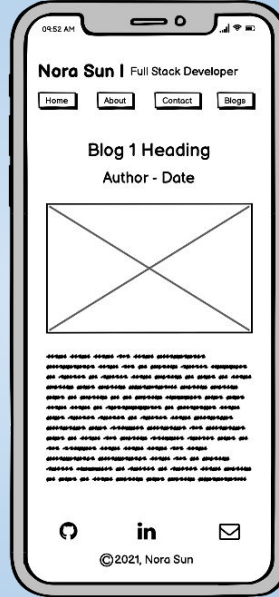 09:52 AM
Nora Sun | Full Stack Developer
Home About Contact Blogs
Blog 1 Heading
Author - Date
in
©2021, Nora Sun